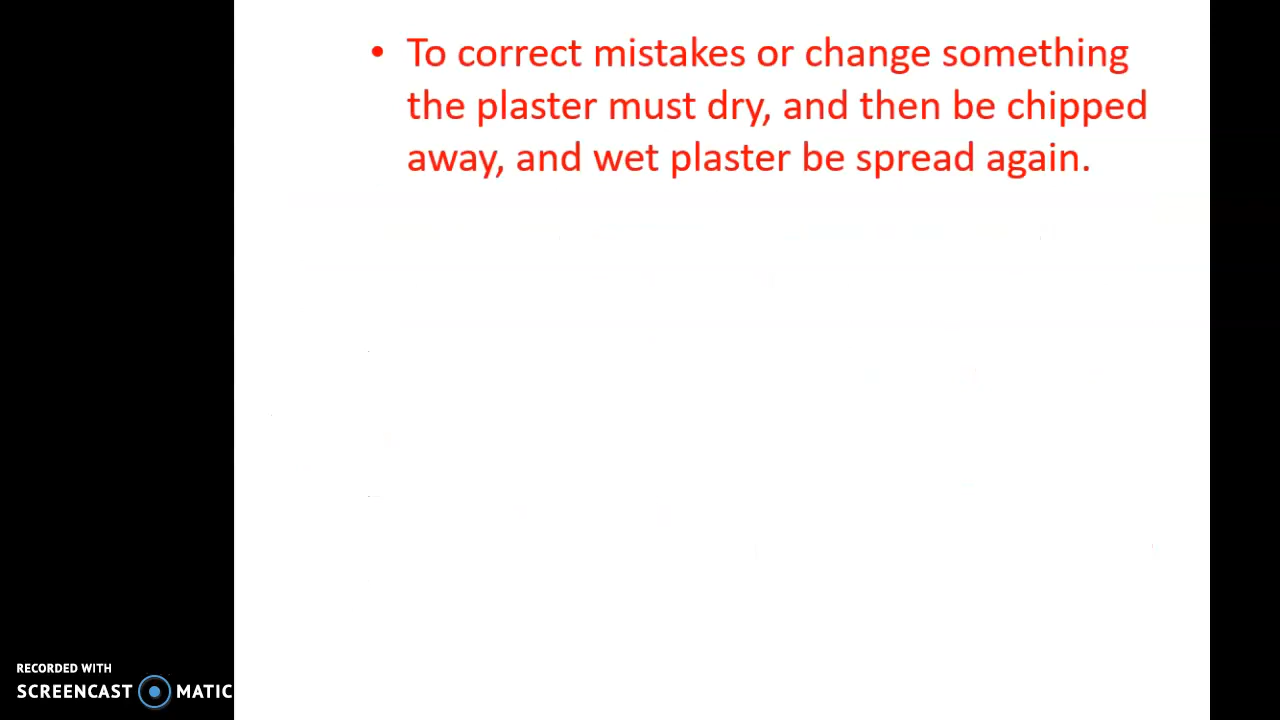 • To correct mistakes or change something
the plaster must dry, and then be chipped
away, and wet plaster be spread again.
RECORDED WITH
SCREENCAST MATIC